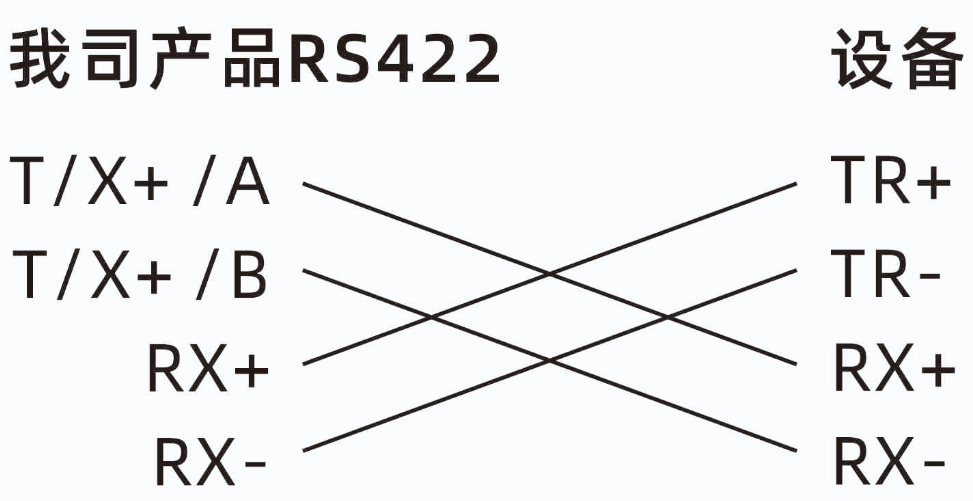 我司产品RS422 设备
T/X+ /A TR+
T/X+ /B TR-
RX+ RX+
RX- RX-